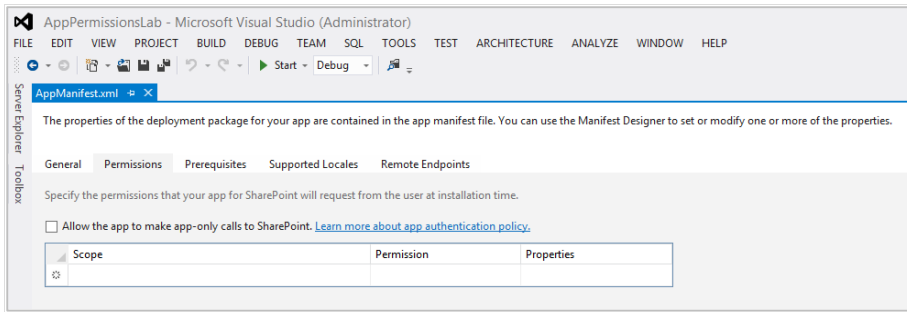 AppPermissionsLab - Microsoft Visual Studio (Administrator)
FILE EDIT VIEW PROJECT BUILD DEBUG TEAM SQL TOOLS TEST ARCHITECTURE ANALYZE WINDOW HELP
Start Debug
Server Explorer
Toolbox
AppManifest.xml
The properties of the deployment package for your app are contained in the app manifest file. You can use the Manifest Designer to set or modify one or more of the properties.
General Permissions Prerequisites Supported Locales Remote Endpoints
Specify the permissions that your app for SharePoint will request from the user at installation time.
Allow the app to make app-only calls to SharePoint. Learn more about app authentication policy.
Scope Permission Properties